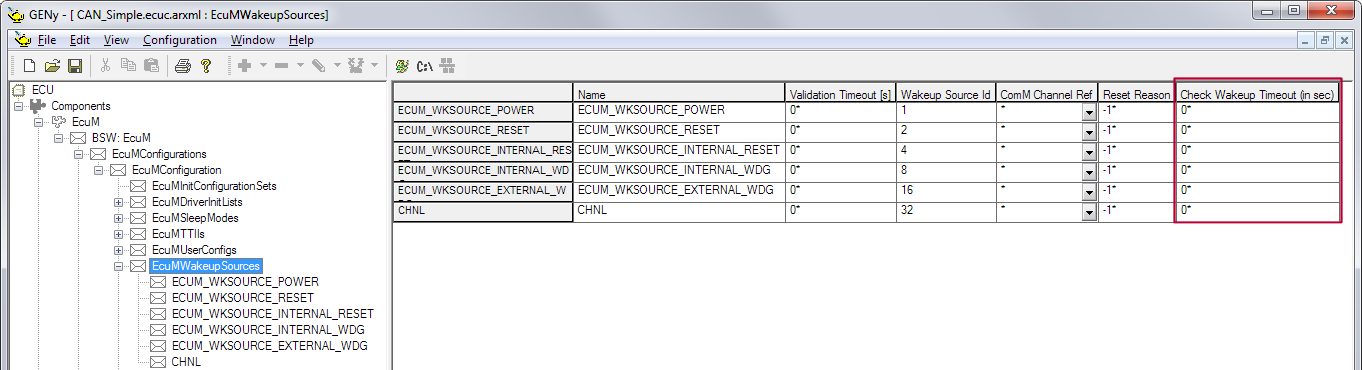 GENy - [ CAN_Simple.ecuc.arxml : EcuMWakeupSources]
File Edit View Configuration Window Help
C:\
ECU
Components
EcuM
BSW: EcuM
EcuMConfigurations
EcuMConfiguration
EcuMInitConfigurationSets
EcuMDriverInitLists
EcuMSleepModes
EcuMTTIIs
EcuMUserConfigs
EcuMWakeupSources
ECUM_WKSOURCE_POWER
ECUM_WKSOURCE_RESET
ECUM_WKSOURCE_INTERNAL_RESET
ECUM_WKSOURCE_INTERNAL_WDG
ECUM_WKSOURCE_EXTERNAL_WDG
CHNL
Name Validation Timeout [s] Wakeup Source Id ComM Channel Ref Reset Reason Check Wakeup Timeout (in sec)
ECUM_WKSOURCE_POWER ECUM_WKSOURCE_POWER 0* 1 * -1* 0*
ECUM_WKSOURCE_RESET ECUM_WKSOURCE_RESET 0* 2 * -1* 0*
ECUM_WKSOURCE_INTERNAL_RES ECUM_WKSOURCE_INTERNAL_RESET 0* 4 * -1* 0*
ECUM_WKSOURCE_INTERNAL_WD ECUM_WKSOURCE_INTERNAL_WDG 0* 8 * -1* 0*
ECUM_WKSOURCE_EXTERNAL_W ECUM_WKSOURCE_EXTERNAL_WDG 0* 16 * -1* 0*
CHNL CHNL 0* 32 * -1* 0*